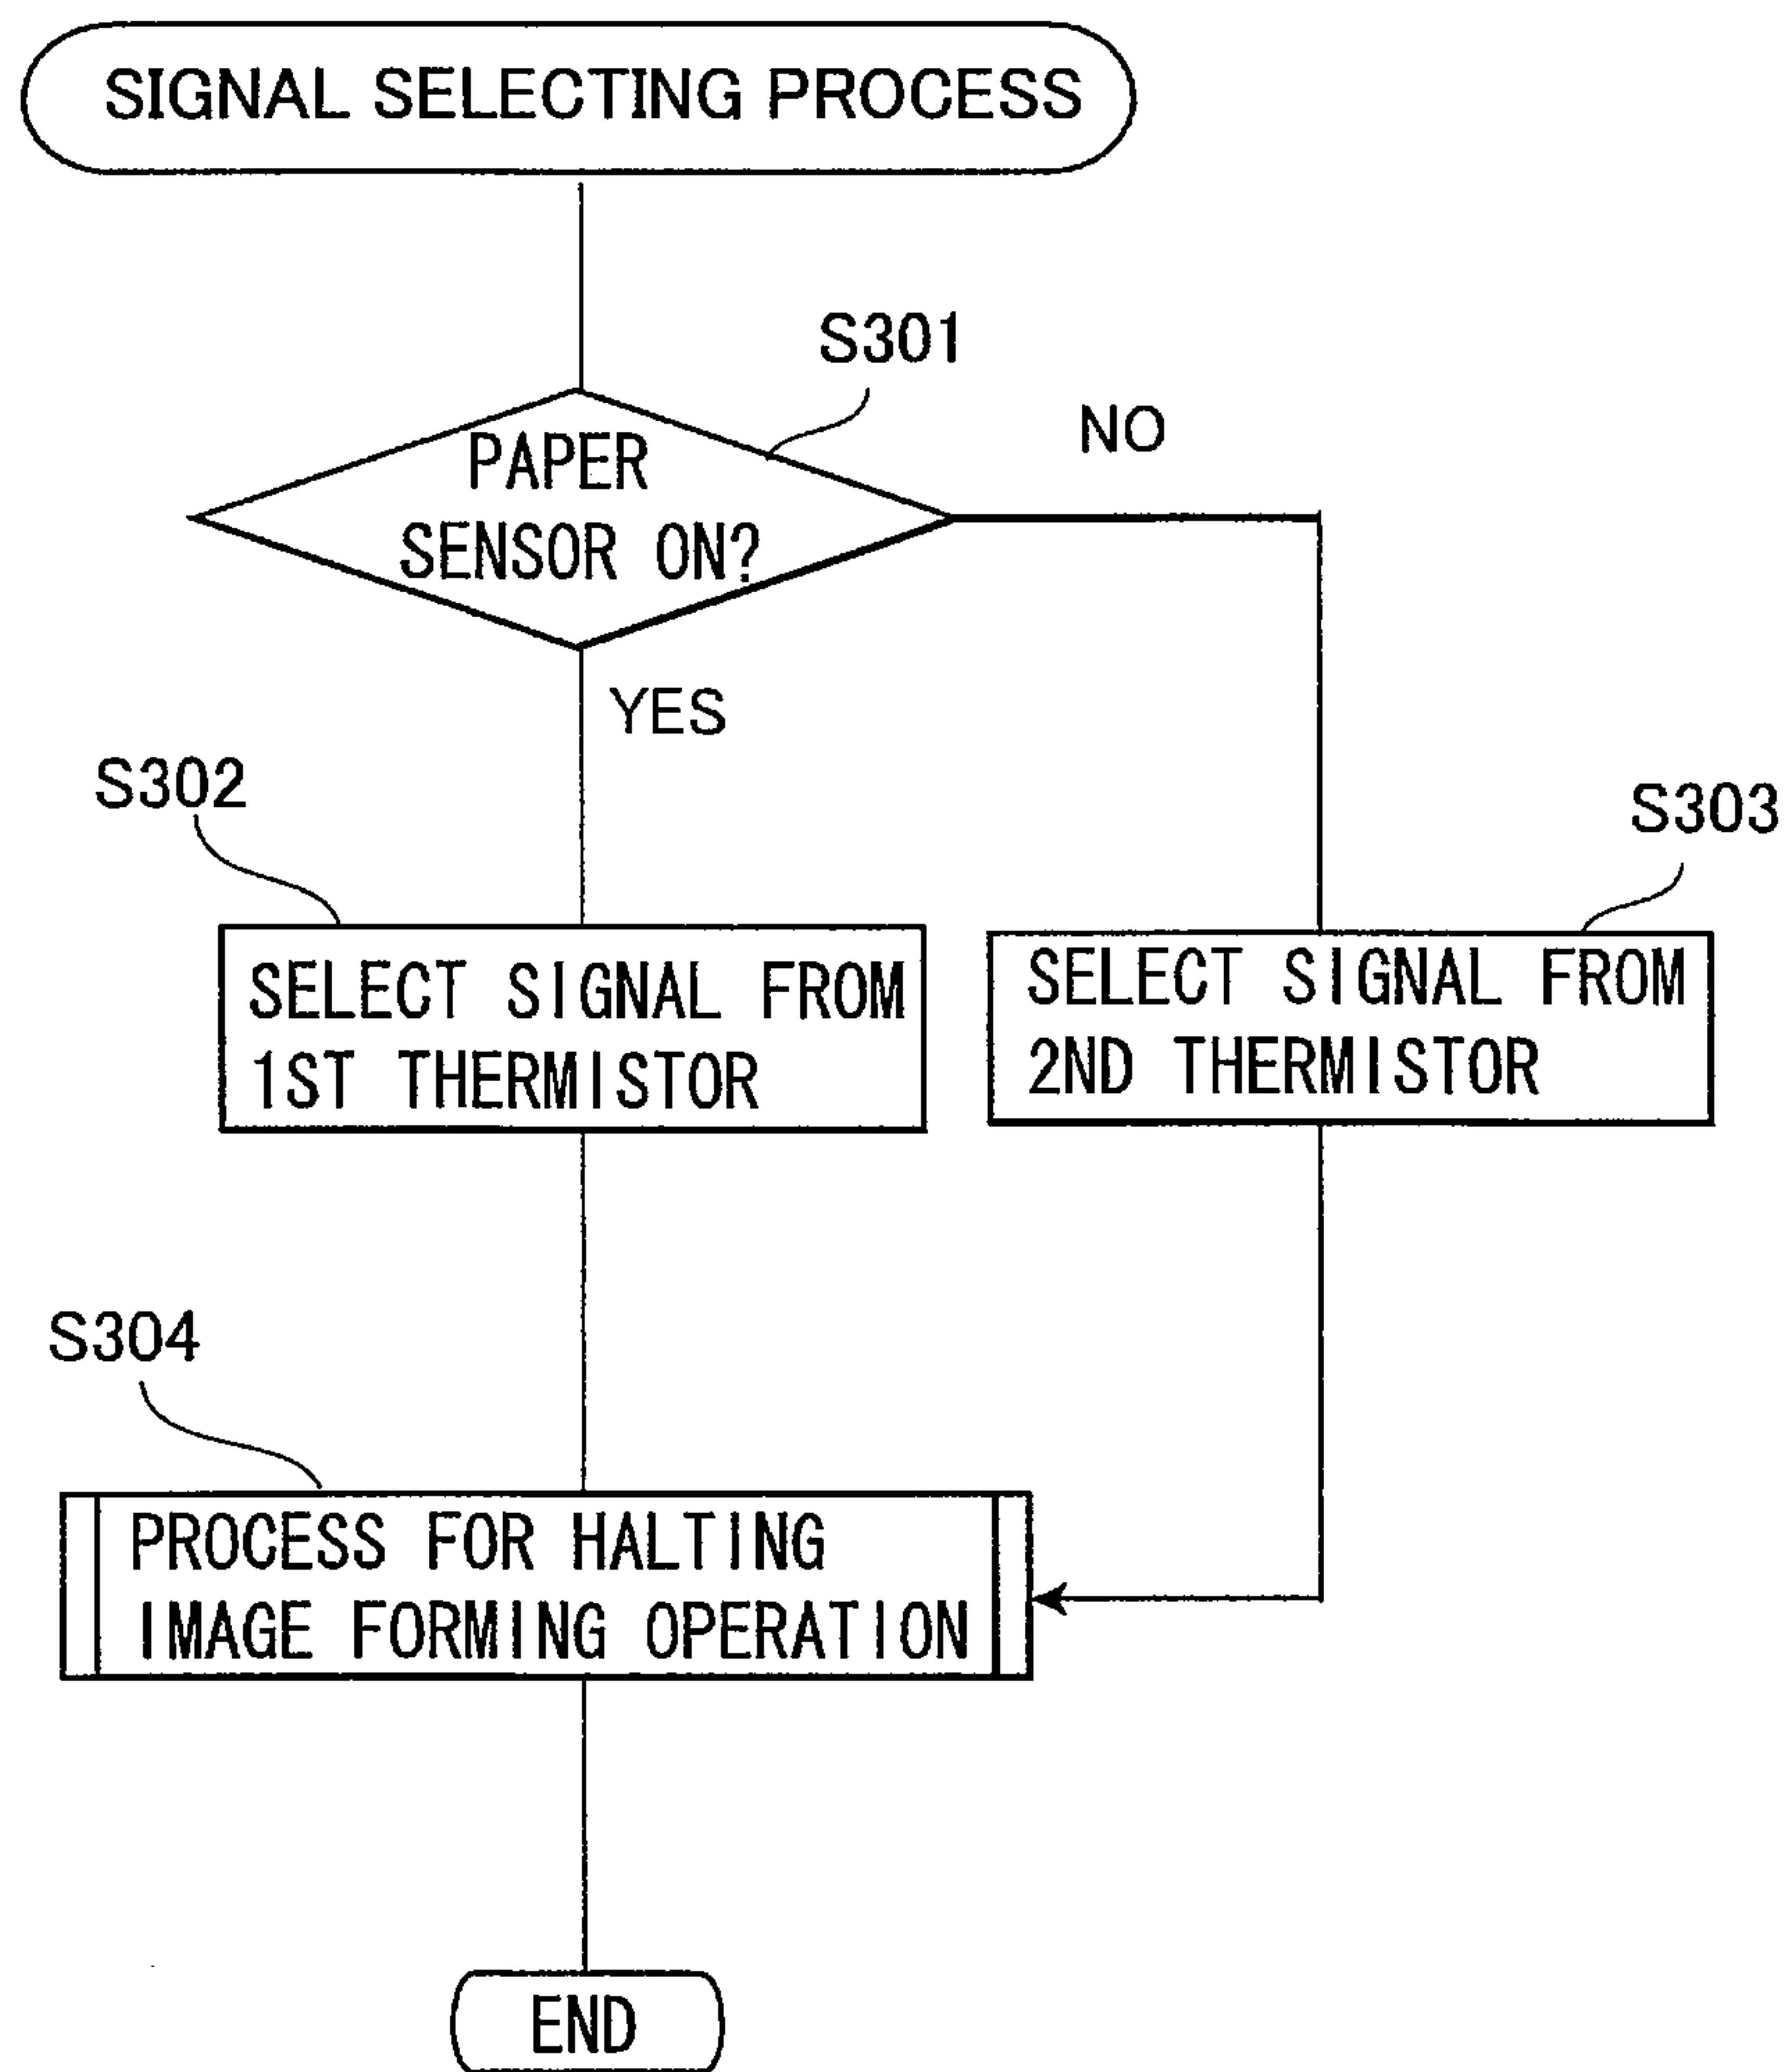 SIGNAL SELECTING PROCESS
S301
NO
PAPER
SENSOR ON?
YES
S302
S303
SELECT SIGNAL FROM
1ST THERMISTOR
SELECT SIGNAL FROM
2ND THERMISTOR
S304
PROCESS FOR HALTING
IMAGE FORMING OPERATION
END